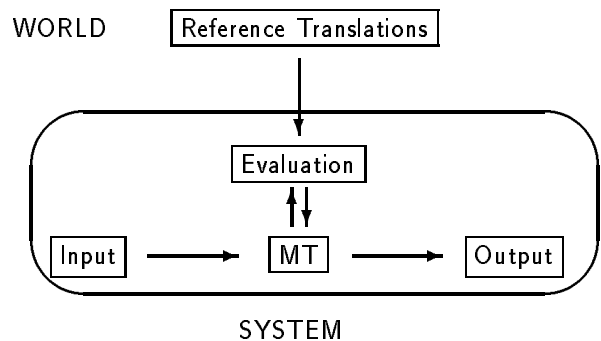 WORLD
Reference Translations
Evaluation
Input
MT
Output
SYSTEM